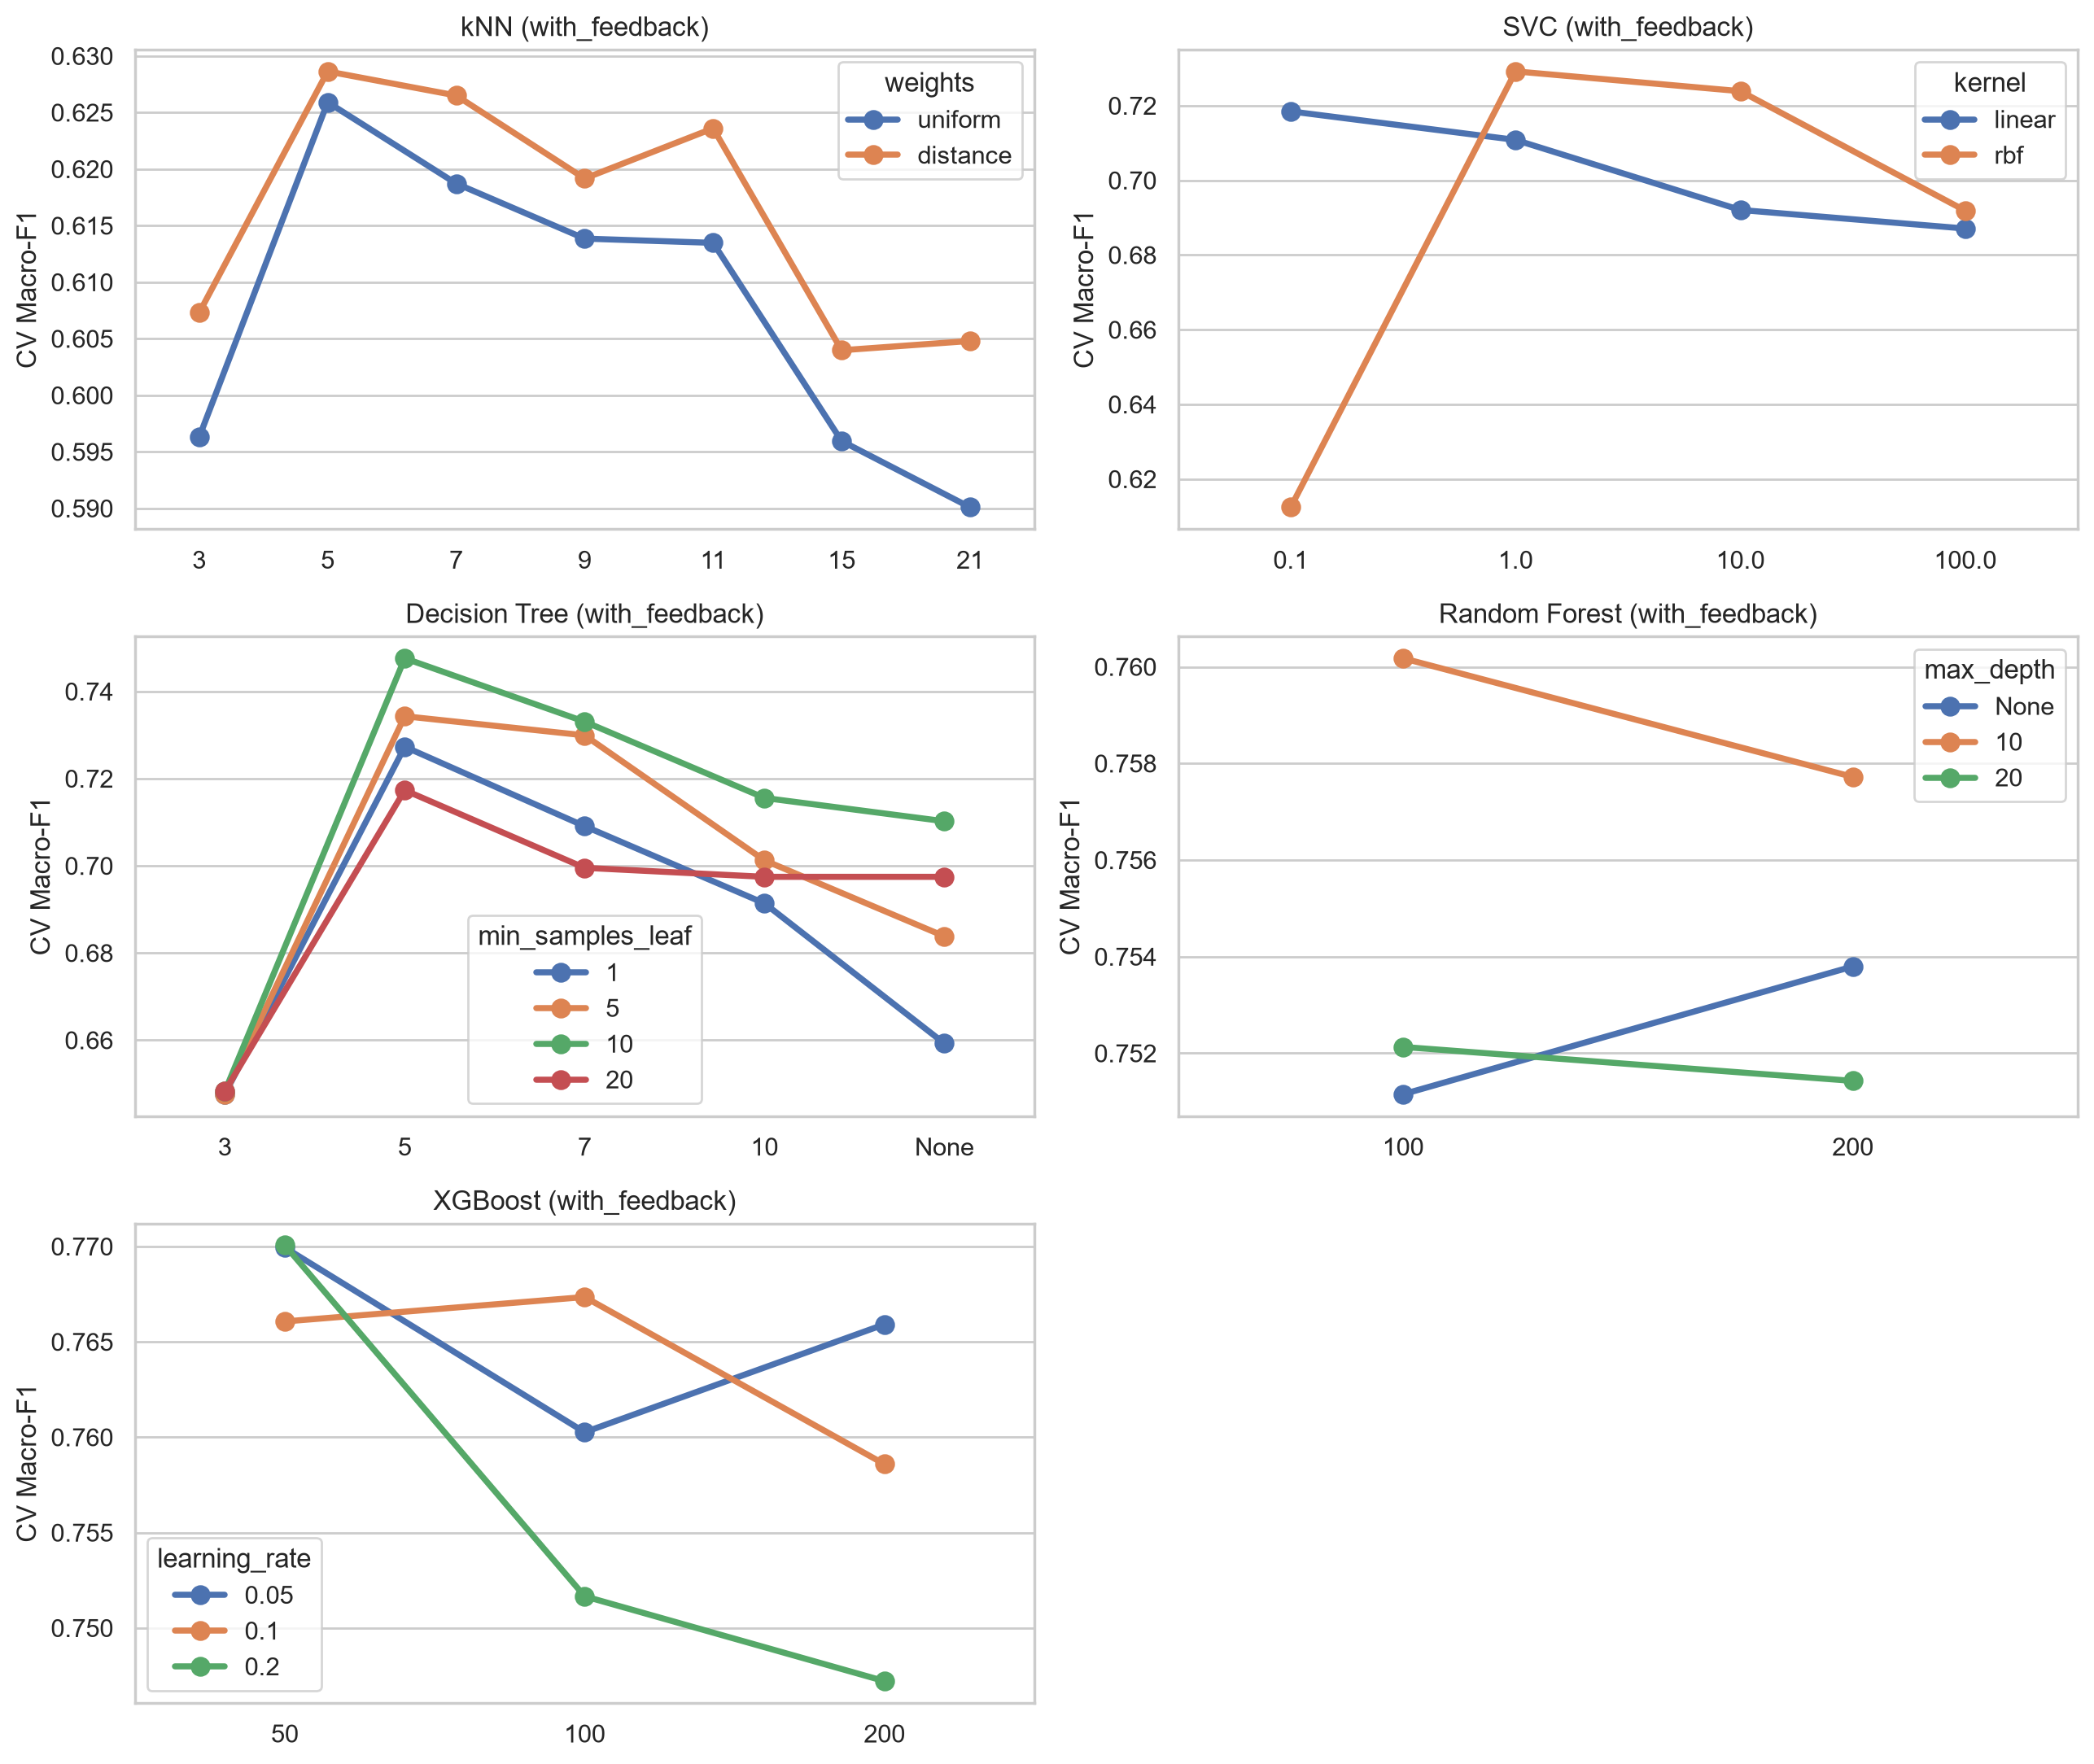 kNN (with_feedback)
CV Macro-F1
0.630
0.625
0.620
0.615
0.610
0.605
0.600
0.595
0.590
3 5 7 9 11 15 21
weights
uniform
distance
SVC (with_feedback)
CV Macro-F1
0.72
0.70
0.68
0.66
0.64
0.62
0.1 1.0 10.0 100.0
kernel
linear
rbf
Decision Tree (with_feedback)
CV Macro-F1
0.74
0.72
0.70
0.68
0.66
3 5 7 10 None
min_samples_leaf
1
5
10
20
Random Forest (with_feedback)
CV Macro-F1
0.760
0.758
0.756
0.754
0.752
100 200
max_depth
None
10
20
XGBoost (with_feedback)
CV Macro-F1
0.770
0.765
0.760
0.755
0.750
50 100 200
learning_rate
0.05
0.1
0.2